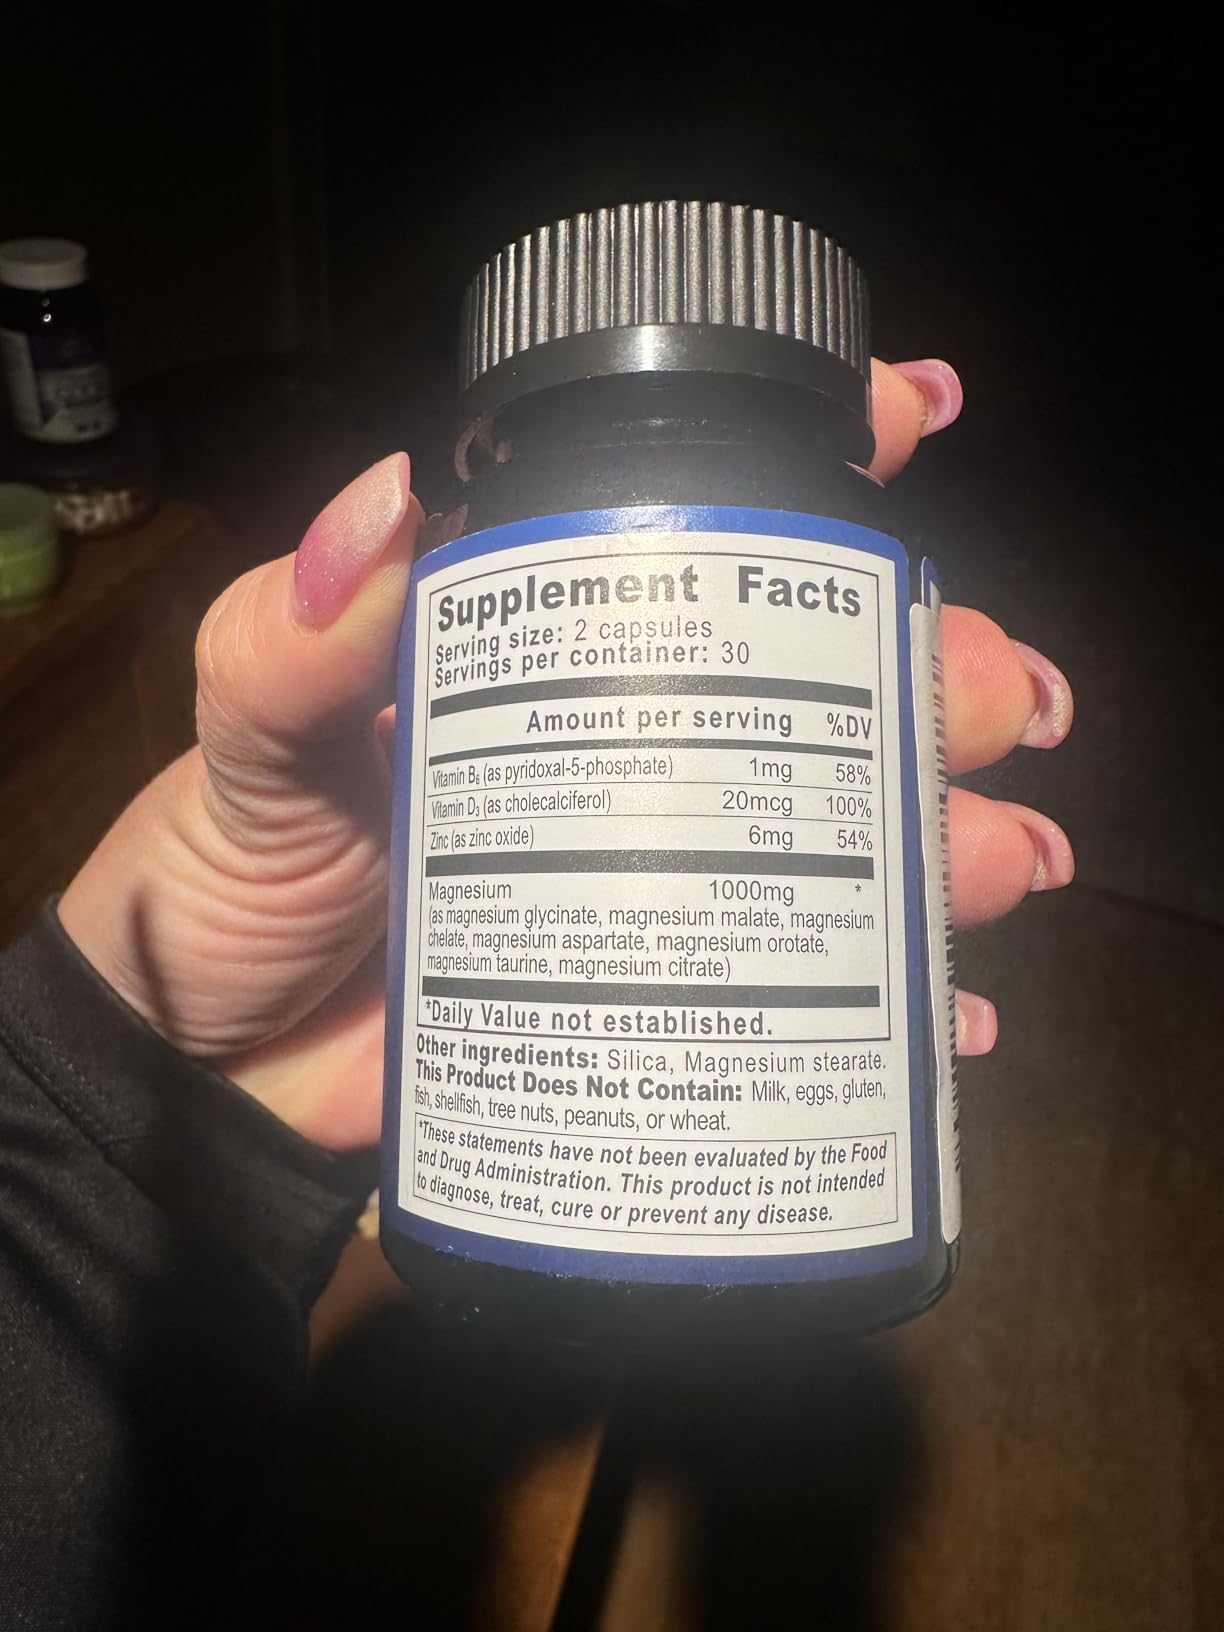 Supplement Facts
Serving size: 2 capsules
Servings per container: 30
Amount per serving %DV
Vitamin B₆ (as pyridoxal-5-phosphate) 1mg 58%
Vitamin D₃ (as cholecalciferol) 20mcg 100%
Zinc (as zinc oxide) 6mg 54%
Magnesium 1000mg *
(as magnesium glycinate, magnesium malate, magnesium
chelate, magnesium aspartate, magnesium orotate,
magnesium taurine, magnesium citrate)
*Daily Value not established.
Other ingredients: Silica, Magnesium stearate.
This Product Does Not Contain: Milk, eggs, gluten,
fish, shellfish, tree nuts, peanuts, or wheat.
*These statements have not been evaluated by the Food
and Drug Administration. This product is not intended
to diagnose, treat, cure or prevent any disease.